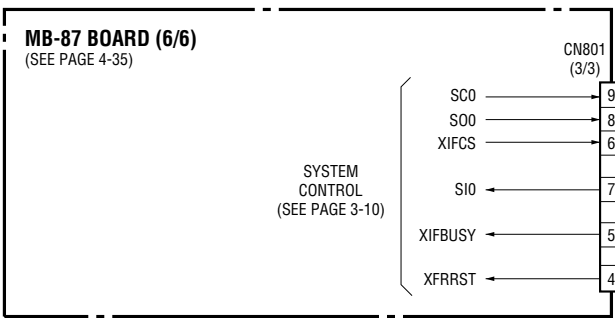 MB-87 BOARD (6/6)
(SEE PAGE 4-35)
CN801
(3/3)
SC0 9
SO0 8
XIFCS 6
SYSTEM
CONTROL
(SEE PAGE 3-10)
SI0 7
XIFBUSY 5
XFRRST 4